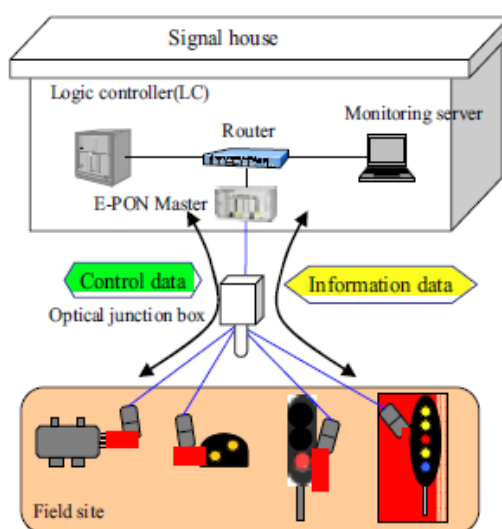 Signal house
Logic controller(LC)
Router
Monitoring server
E-PON Master
Control data
Information data
Optical junction box
Field site